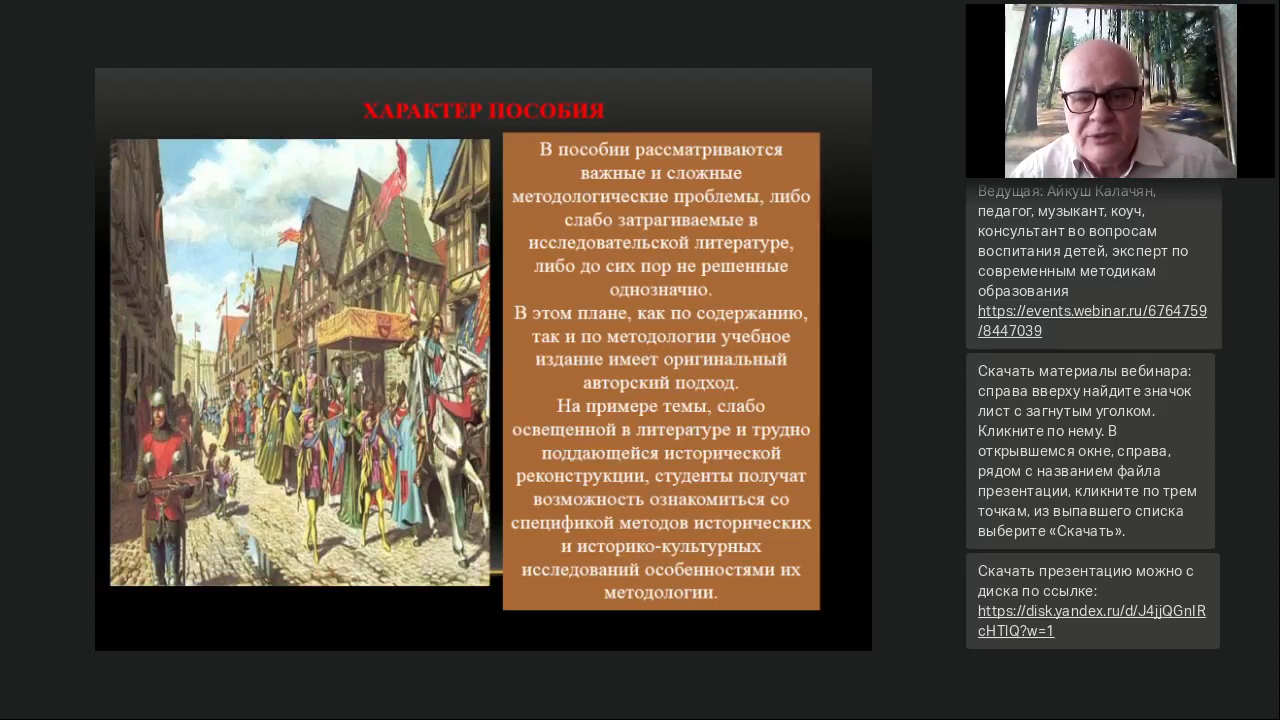 ХАРАКТЕР ПОСОБИЯ
В пособии рассматриваются
важные и сложные
методологические проблемы, либо
слабо затрагиваемые в
исследовательской литературе,
либо до сих пор не решенные
однозначно.
В этом плане, как по содержанию,
так и по методологии учебное
издание имеет оригинальный
авторский подход.
На примере темы, слабо
освещенной в литературе и трудно
поддающейся исторической
реконструкции, студенты получат
возможность ознакомиться со
спецификой методов исторических
и историко-культурных
исследований особенностями их
методологии.
Ведущая: Айкуш Калачян,
педагог, музыкант, коуч,
консультант во вопросам
воспитания детей, эксперт по
современным методикам
образования
https://events.webinar.ru/6764759
/8447039
Скачать материалы вебинара:
справа вверху найдите значок
лист с загнутым уголком.
Кликните по нему. В
открывшемся окне, справа,
рядом с названием файла
презентации, кликните по трем
точкам, из выпавшего списка
выберите «Скачать».
Скачать презентацию можно с
диска по ссылке:
https://disk.yandex.ru/d/J4jjQGnIR
cHTlQ?w=1